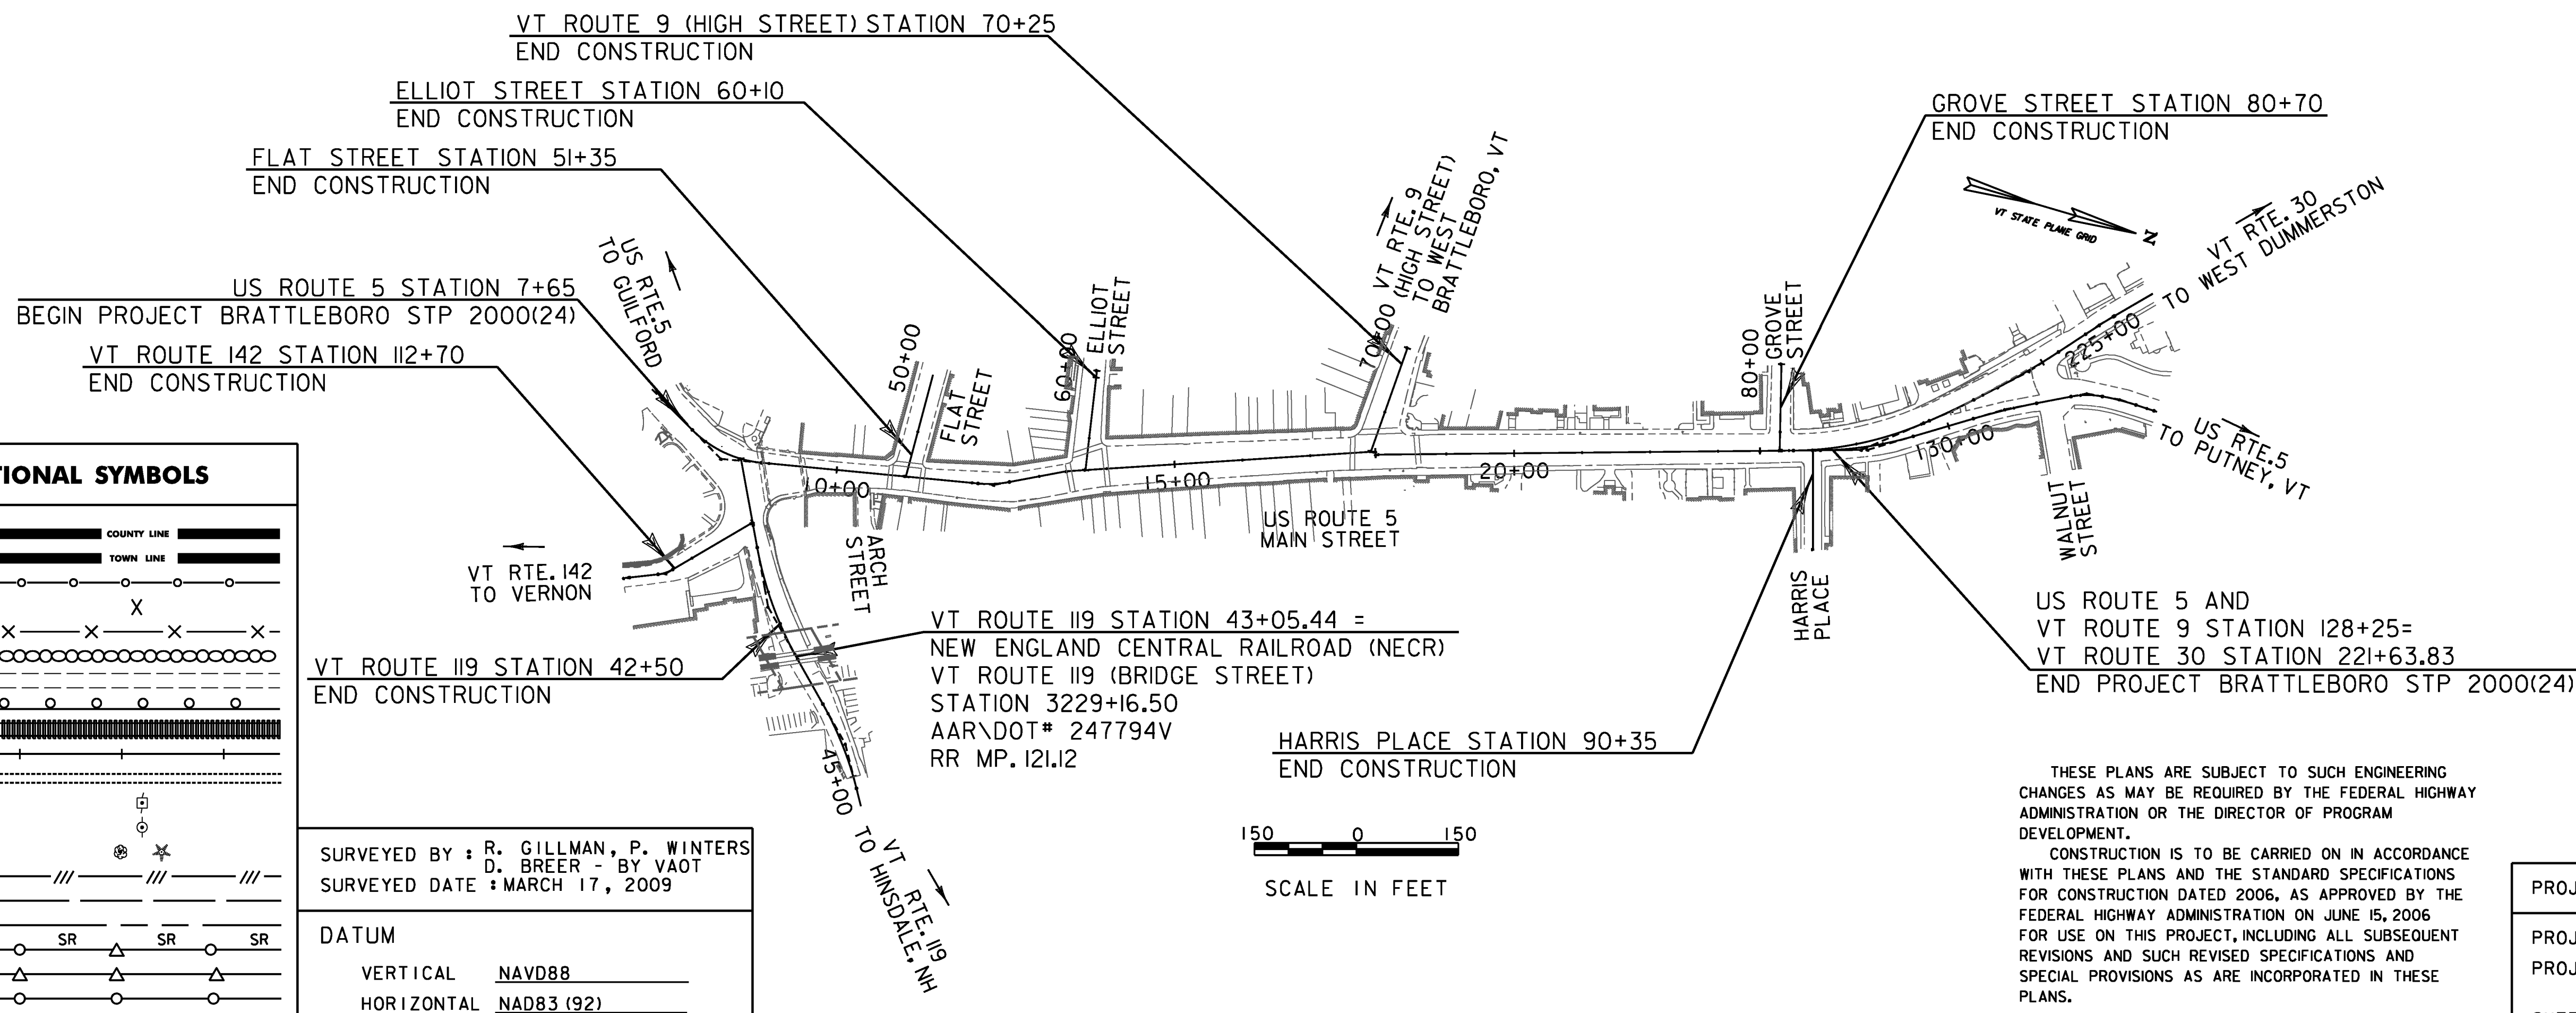 VT ROUTE 9 (HIGH STREET) STATION 70+25
END CONSTRUCTION
ELLIOT STREET STATION 60+10
END CONSTRUCTION
FLAT STREET STATION 51+35
END CONSTRUCTION
GROVE STREET STATION 80+70
END CONSTRUCTION
US ROUTE 5 STATION 7+65
BEGIN PROJECT BRATTLEBORO STP 2000(24)
VT ROUTE 142 STATION 112+70
END CONSTRUCTION
US RTE.5
TO GUILFORD
50+00
FLAT
STREET
60+00
ELLIOT
STREET
70+00
VT RTE. 9
(HIGH STREET)
TO WEST
BRATTLEBORO, VT
80+00
GROVE
STREET
VT STATE PLANE GRID
N
VT RTE. 30
TO WEST DUMMERSTON
225+00
130+00
US RTE.5
TO PUTNEY, VT
WALNUT
STREET
10+00
15+00
20+00
US ROUTE 5
MAIN STREET
ARCH
STREET
HARRIS
PLACE
VT RTE. 142
TO VERNON
VT ROUTE 119 STATION 42+50
END CONSTRUCTION
VT ROUTE 119 STATION 43+05.44 =
NEW ENGLAND CENTRAL RAILROAD (NECR)
VT ROUTE 119 (BRIDGE STREET)
STATION 3229+16.50
AAR\DOT# 247794V
RR MP. 121.12
45+00
VT RTE. 119
TO HINSDALE, NH
HARRIS PLACE STATION 90+35
END CONSTRUCTION
US ROUTE 5 AND
VT ROUTE 9 STATION 128+25=
VT ROUTE 30 STATION 221+63.83
END PROJECT BRATTLEBORO STP 2000(24)
150 0 150
SCALE IN FEET
THESE PLANS ARE SUBJECT TO SUCH ENGINEERING
CHANGES AS MAY BE REQUIRED BY THE FEDERAL HIGHWAY
ADMINISTRATION OR THE DIRECTOR OF PROGRAM
DEVELOPMENT.
CONSTRUCTION IS TO BE CARRIED ON IN ACCORDANCE
WITH THESE PLANS AND THE STANDARD SPECIFICATIONS
FOR CONSTRUCTION DATED 2006, AS APPROVED BY THE
FEDERAL HIGHWAY ADMINISTRATION ON JUNE 15, 2006
FOR USE ON THIS PROJECT, INCLUDING ALL SUBSEQUENT
REVISIONS AND SUCH REVISED SPECIFICATIONS AND
SPECIAL PROVISIONS AS ARE INCORPORATED IN THESE
PLANS.
TIONAL SYMBOLS
COUNTY LINE
TOWN LINE
SR SR SR
SURVEYED BY : R. GILLMAN, P. WINTERS
D. BREER - BY VAOT
SURVEYED DATE : MARCH 17, 2009
DATUM
VERTICAL NAVD88
HORIZONTAL NAD83 (92)
PROJ
PROJ
PROJ